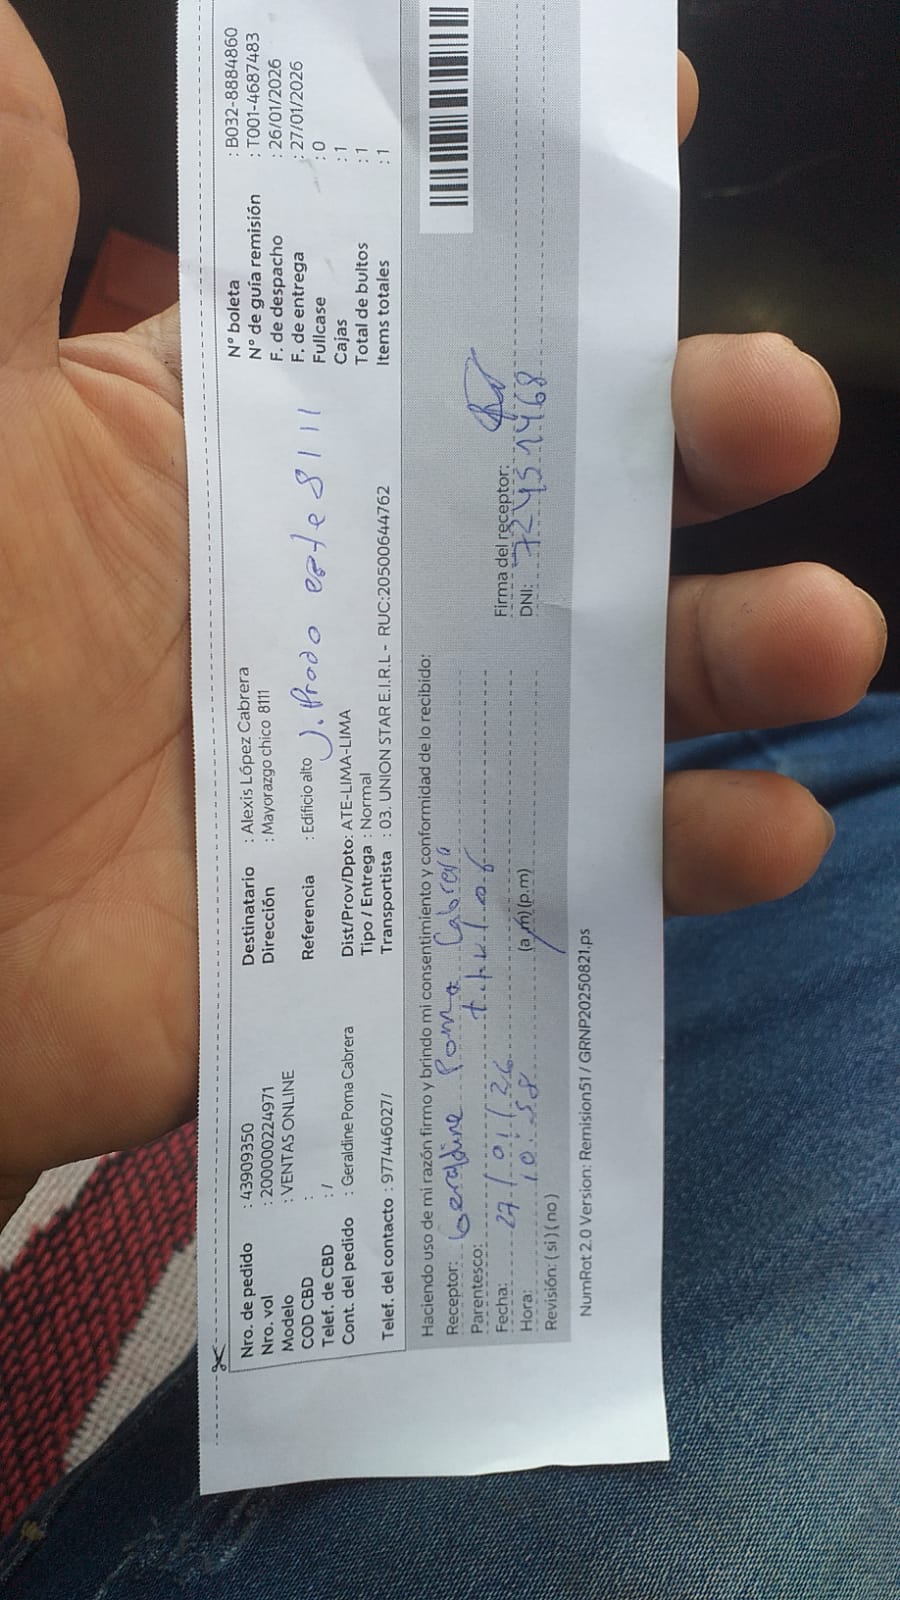 Nro. de pedido : 43909350
Nro. vol : 200000224971
Modelo : VENTAS ONLINE
COD CBD :
Telef. de CBD : /
Cont. del pedido : Geraldine Poma Cabrera
Telef. del contacto : 977446027/
Destinatario : Alexis López Cabrera
Dirección : Mayorazgo chico 8111
Referencia : Edificio alto
J. Prado este 8111
Dist/Prov/Dpto: ATE-LIMA-LIMA
Tipo / Entrega : Normal
Transportista : 03. UNION STAR E.I.R.L - RUC:20500644762
N° boleta : B032-8884860
N° de guía remisión : T001-4687483
F. de despacho : 26/01/2026
F. de entrega : 27/01/2026
Fullcase : 0
Cajas : 1
Total de bultos : 1
Items totales : 1
Haciendo uso de mi razón firmo y brindo mi consentimiento y conformidad de lo recibido:
Receptor: Geraldine Poma Cabrera
Parentesco: titular
Fecha: 27/01/26
Hora: 10:58 (a.m)(p.m)
Revisión: ( si ) ( no )
Firma del receptor:
DNI: 72451468
NumRot 2.0 Version: Remision51 / GRNP20250821.ps